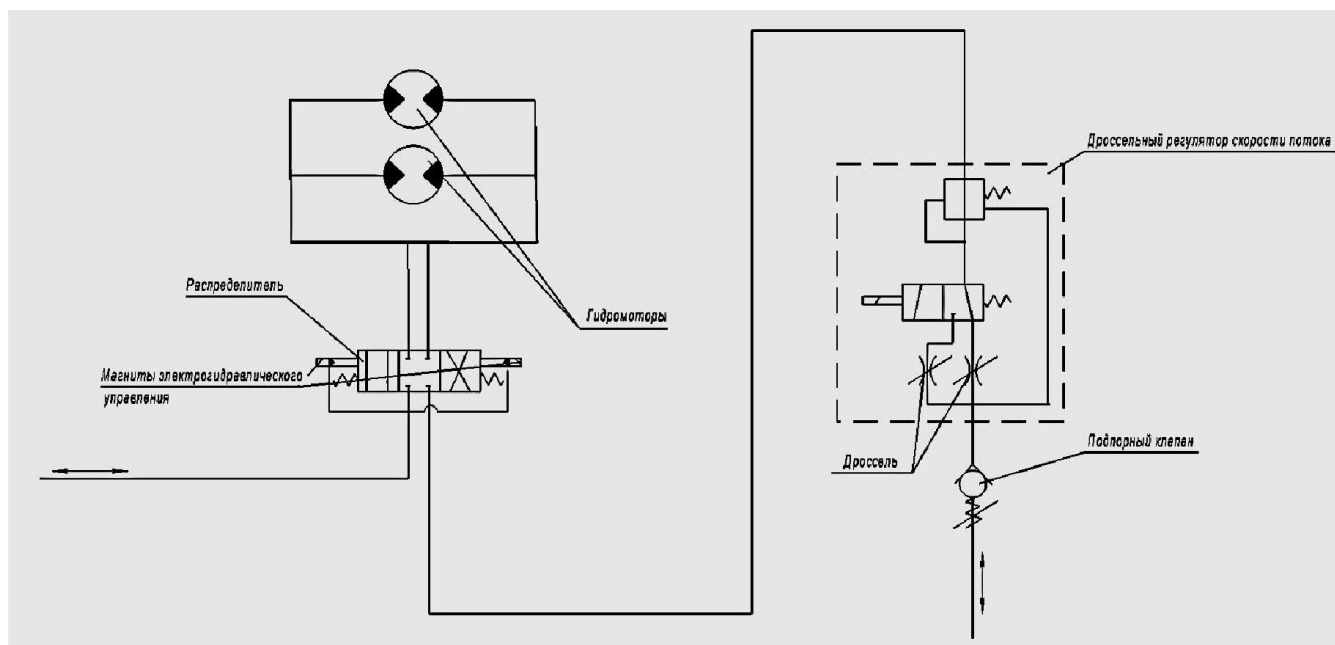 Дроссельный регулятор скорости потока
Распределитель
Гидромоторы
Магниты электрогидравлического
управления
Подпорный клапан
Дроссель